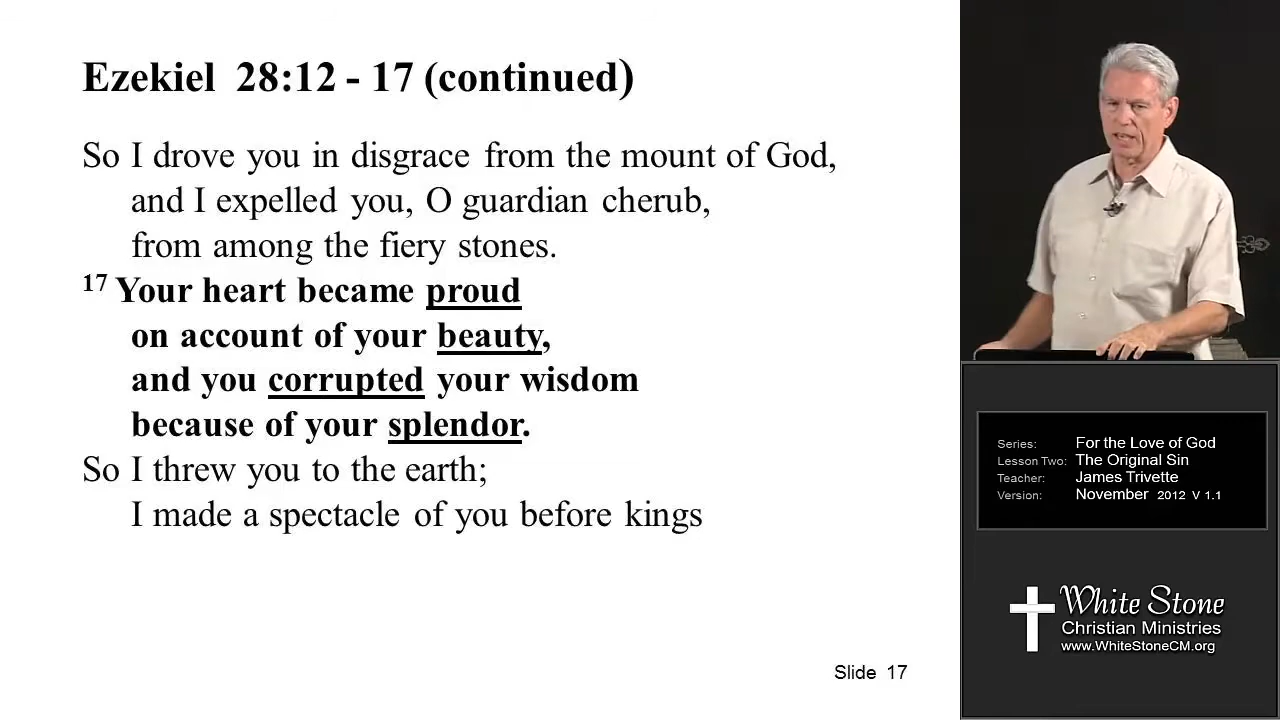 Ezekiel 28:12 - 17 (continued)
So I drove you in disgrace from the mount of God,
and I expelled you, O guardian cherub,
from among the fiery stones.
17 Your heart became proud
on account of your beauty,
and you corrupted your wisdom
because of your splendor.
So I threw you to the earth;
I made a spectacle of you before kings
Slide 17
Series: For the Love of God
Lesson Two: The Original Sin
Teacher: James Trivette
Version: November 2012 V 1.1
White Stone
Christian Ministries
www.WhiteStoneCM.org